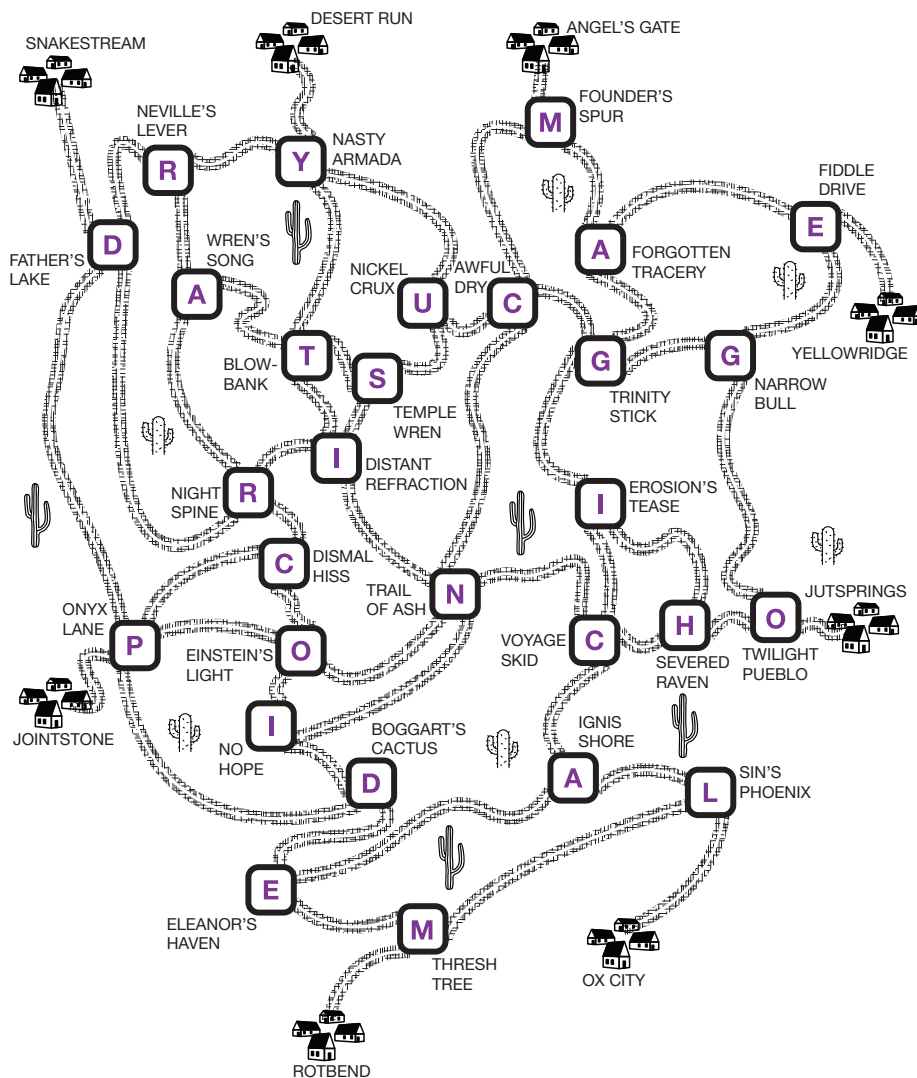 DESERT RUN
ANGEL'S GATE
SNAKESTREAM
FOUNDER'S
SPUR
M
NEVILLE'S
LEVER
NASTY
ARMADA
R
Y
FIDDLE
DRIVE
E
D
FATHER'S
LAKE
WREN'S
SONG
A
FORGOTTEN
TRACERY
A
NICKEL
CRUX
U
AWFUL
DRY
C
YELLOWRIDGE
BLOW-
BANK
T
S
TEMPLE
WREN
G
TRINITY
STICK
G
NARROW
BULL
I
DISTANT
REFRACTION
NIGHT
SPINE
R
I
EROSION'S
TEASE
C
DISMAL
HISS
TRAIL
OF ASH
N
JUTSPRINGS
ONYX
LANE
P
EINSTEIN'S
LIGHT
O
VOYAGE
SKID
C
H
SEVERED
RAVEN
O
TWILIGHT
PUEBLO
JOINTSTONE
NO
HOPE
I
BOGGART'S
CACTUS
D
IGNIS
SHORE
A
L
SIN'S
PHOENIX
E
ELEANOR'S
HAVEN
M
THRESH
TREE
OX CITY
ROTBEND